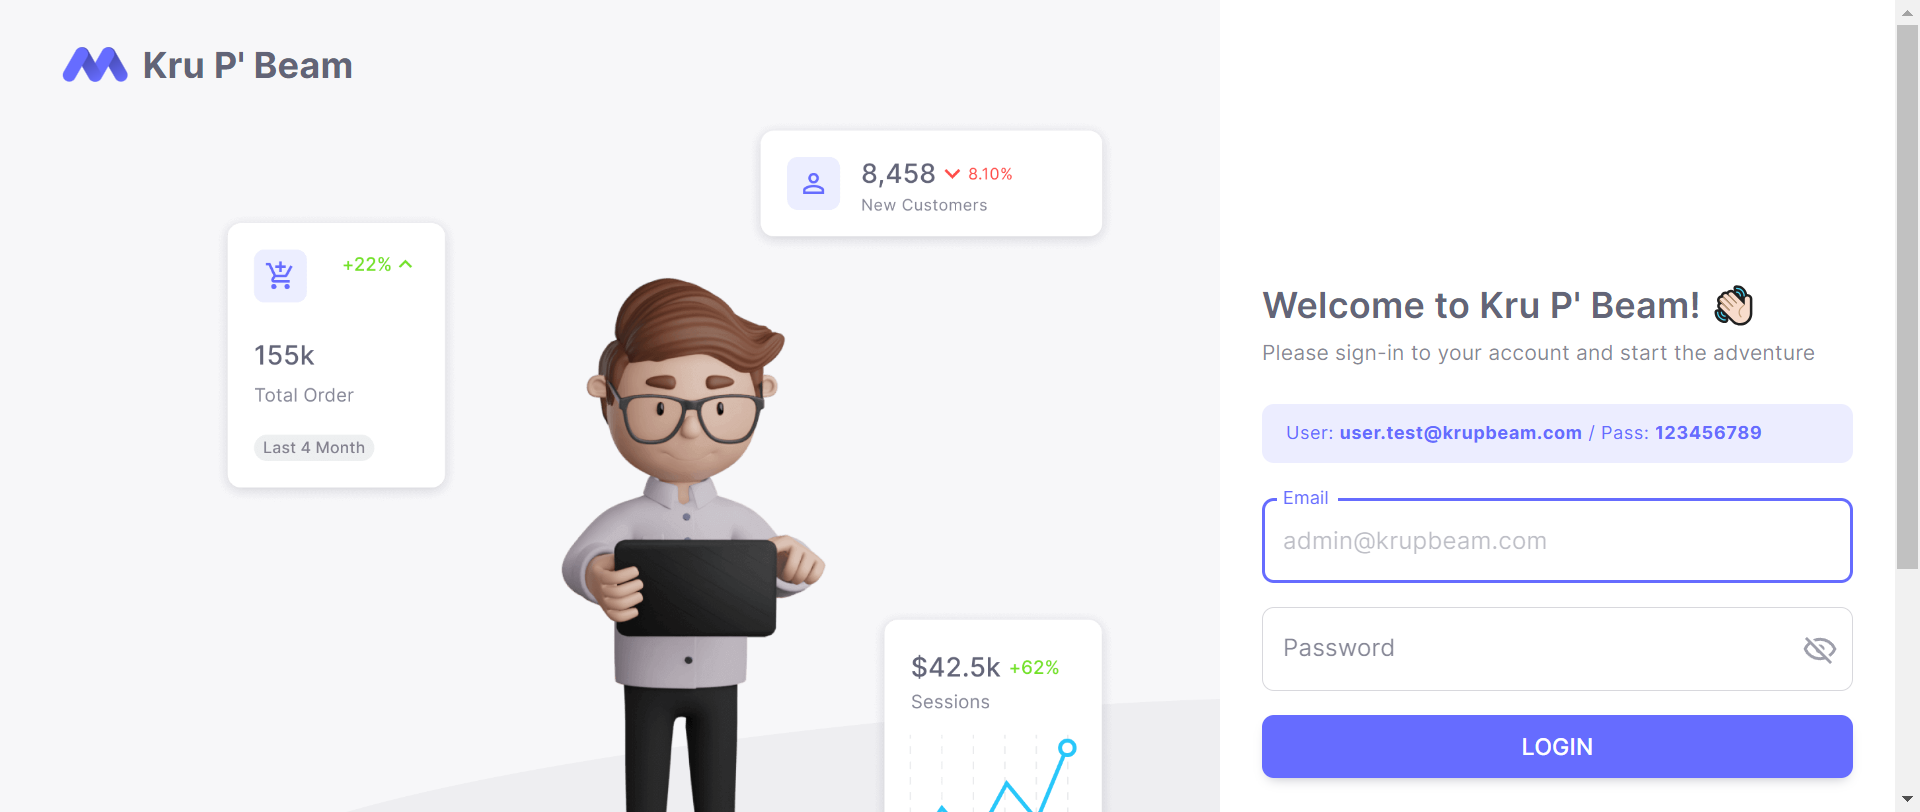 Kru P' Beam
8,458 8.10%
New Customers
+22%
155k
Total Order
Last 4 Month
$42.5k +62%
Sessions
Welcome to Kru P' Beam! 👋🏻
Please sign-in to your account and start the adventure
User: user.test@krupbeam.com / Pass: 123456789
Email
admin@krupbeam.com
Password
LOGIN